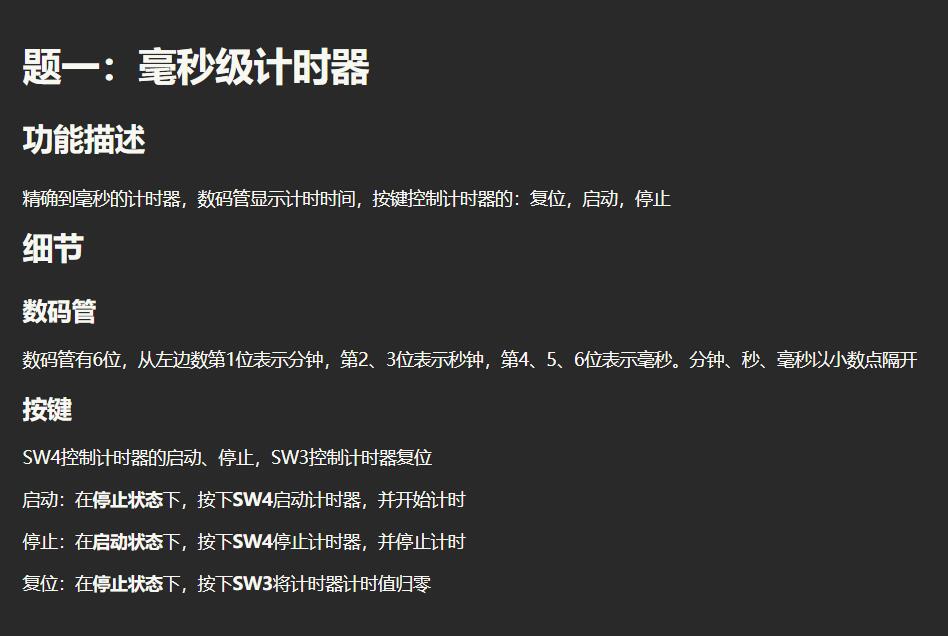 题一：毫秒级计时器
功能描述
精确到毫秒的计时器，数码管显示计时时间，按键控制计时器的：复位，启动，停止
细节
数码管
数码管有6位，从左边数第1位表示分钟，第2、3位表示秒钟，第4、5、6位表示毫秒。分钟、秒、毫秒以小数点隔开
按键
SW4控制计时器的启动、停止，SW3控制计时器复位
启动：在停止状态下，按下SW4启动计时器，并开始计时
停止：在启动状态下，按下SW4停止计时器，并停止计时
复位：在停止状态下，按下SW3将计时器计时值归零